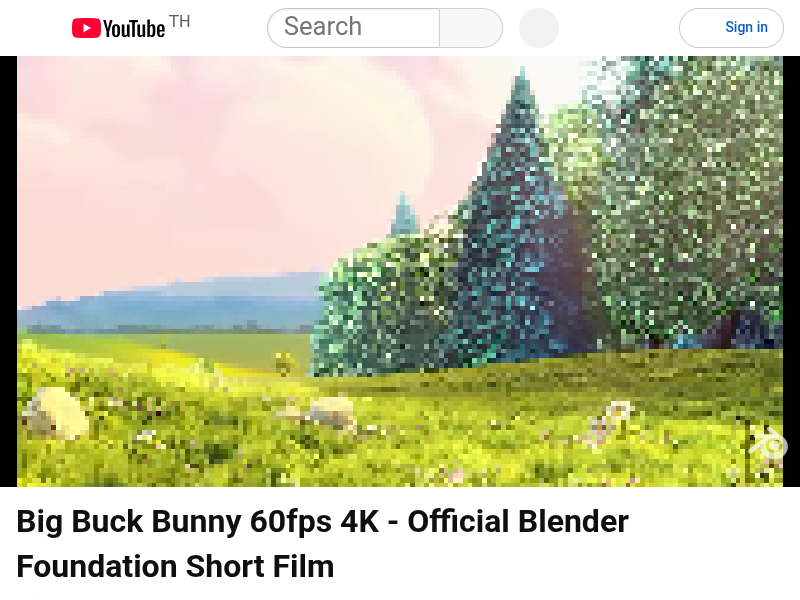 YouTube TH
Search
Sign in
Big Buck Bunny 60fps 4K - Official Blender
Foundation Short Film